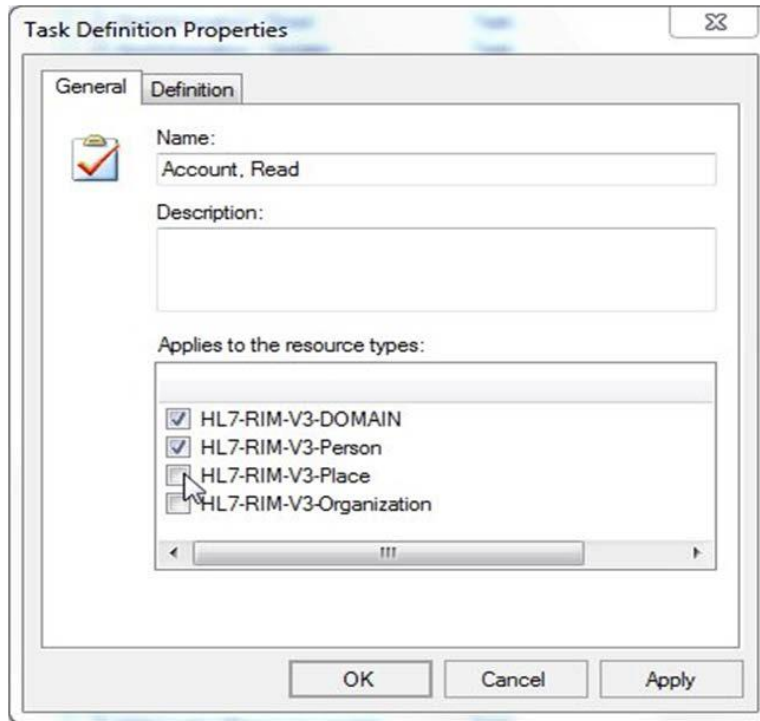 Task Definition Properties
General Definition
Name:
Account, Read
Description:
Applies to the resource types:
HL7-RIM-V3-DOMAIN
HL7-RIM-V3-Person
HL7-RIM-V3-Place
HL7-RIM-V3-Organization
OK Cancel Apply